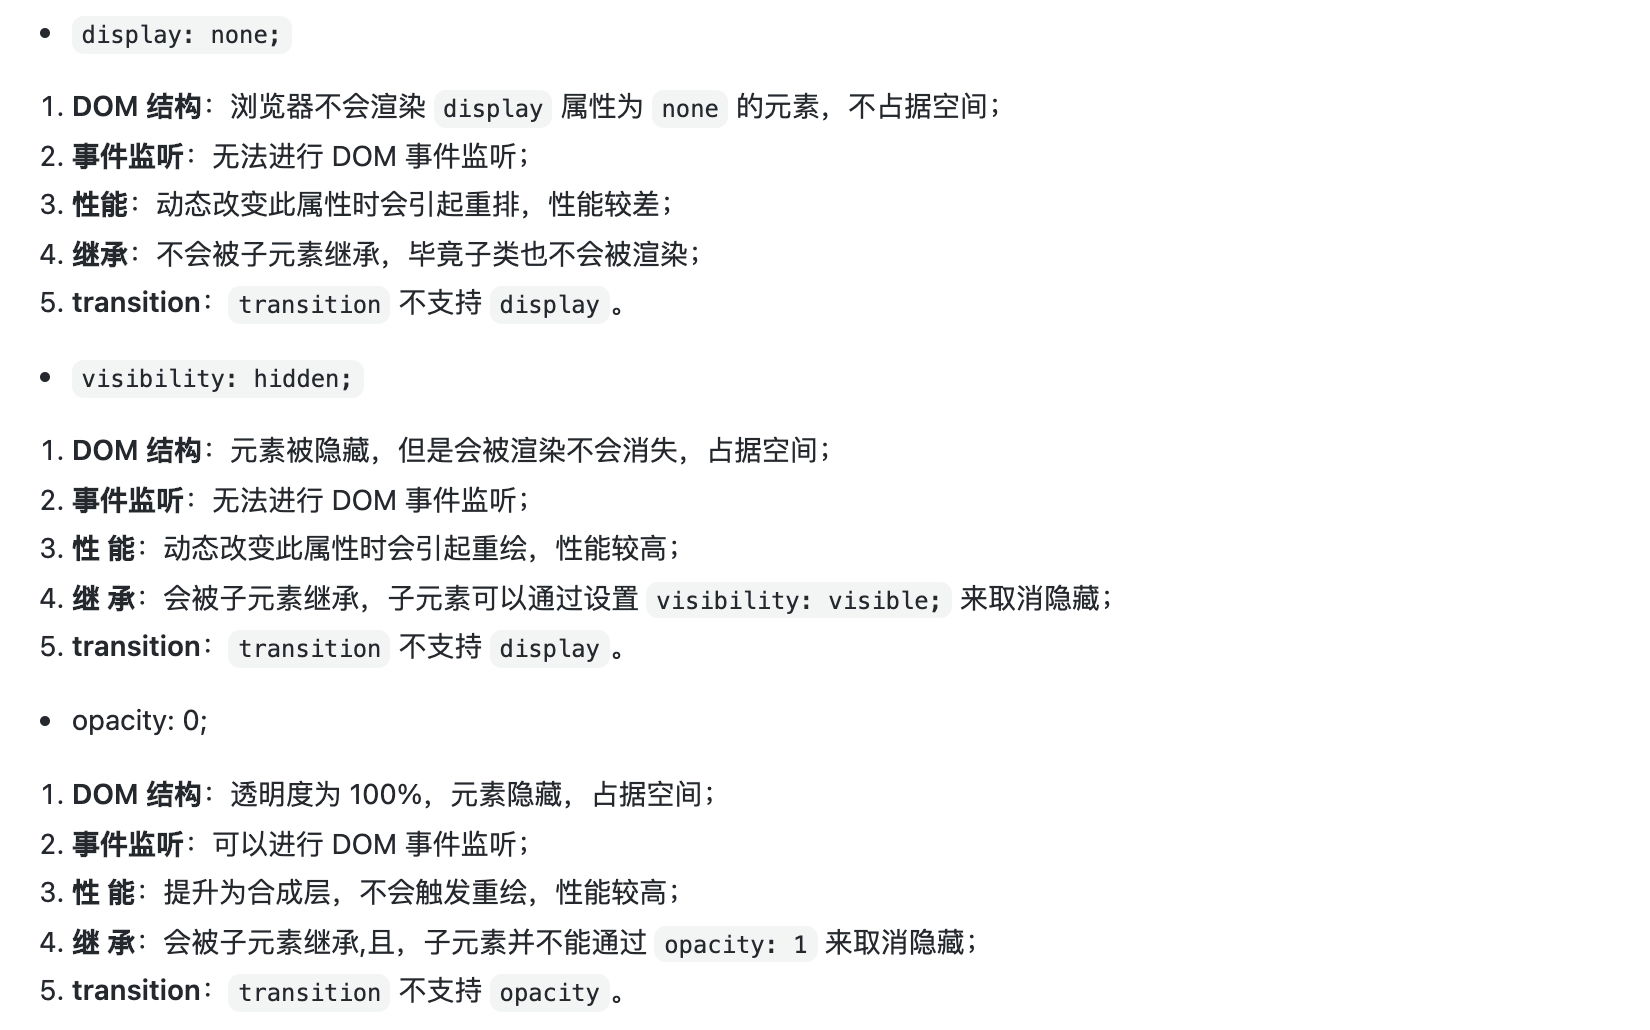 • display: none;
1. DOM 结构：浏览器不会渲染 display 属性为 none 的元素，不占据空间；
2. 事件监听：无法进行 DOM 事件监听；
3. 性能：动态改变此属性时会引起重排，性能较差；
4. 继承：不会被子元素继承，毕竟子类也不会被渲染；
5. transition：transition 不支持 display。
• visibility: hidden;
1. DOM 结构：元素被隐藏，但是会被渲染不会消失，占据空间；
2. 事件监听：无法进行 DOM 事件监听；
3. 性 能：动态改变此属性时会引起重绘，性能较高；
4. 继 承：会被子元素继承，子元素可以通过设置 visibility: visible; 来取消隐藏；
5. transition：transition 不支持 display。
• opacity: 0;
1. DOM 结构：透明度为 100%，元素隐藏，占据空间；
2. 事件监听：可以进行 DOM 事件监听；
3. 性 能：提升为合成层，不会触发重绘，性能较高；
4. 继 承：会被子元素继承,且，子元素并不能通过 opacity: 1 来取消隐藏；
5. transition：transition 不支持 opacity。